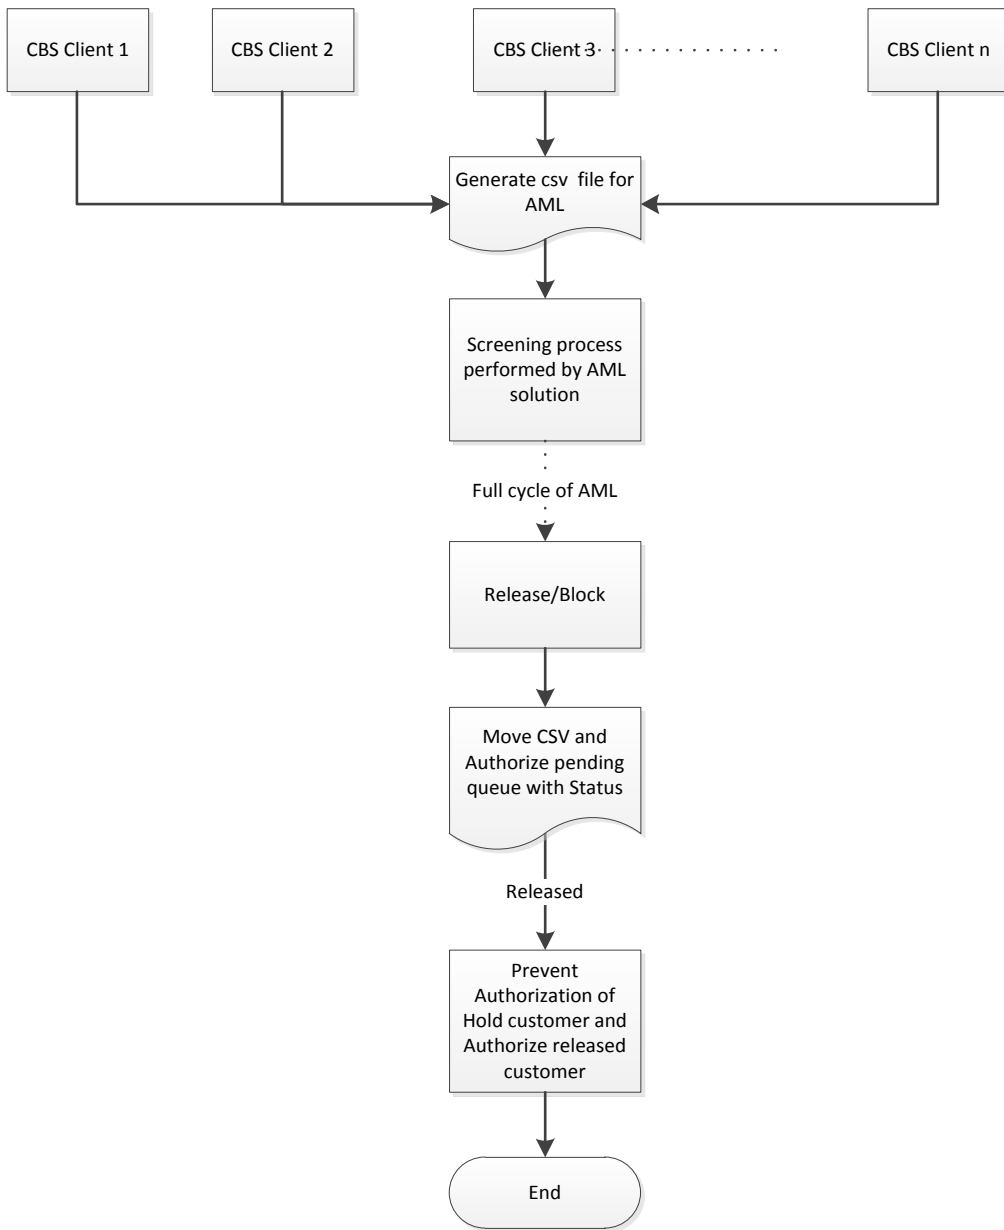 CBS Client 1
CBS Client 2
CBS Client 3
CBS Client n
Generate csv  file for
AML
Screening process
performed by AML
solution
Full cycle of AML
Release/Block
Move CSV and
Authorize pending
queue with Status
Released
Prevent
Authorization of
Hold customer and
Authorize released
customer
End